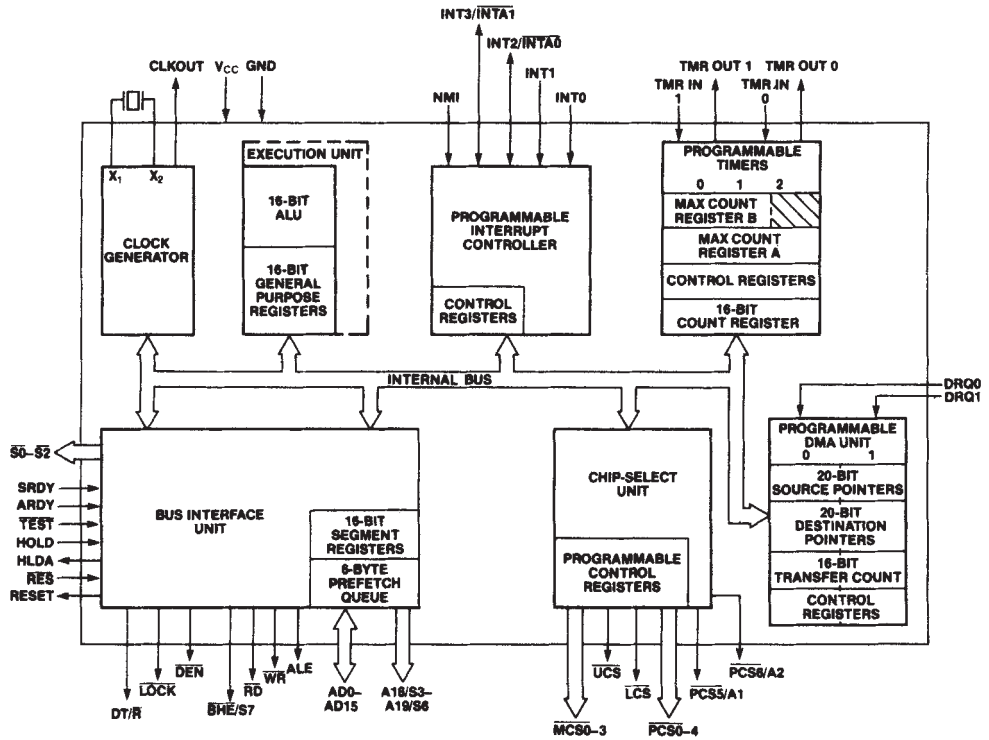 INT3/INTA1
INT2/INTA0
CLKOUT VCC GND
TMR OUT 1 TMR OUT 0
INT1
TMR IN 1
TMR IN 0
NMI
INT0
X1 X2
CLOCK
GENERATOR
EXECUTION UNIT
16-BIT
ALU
16-BIT
GENERAL
PURPOSE
REGISTERS
PROGRAMMABLE
INTERRUPT
CONTROLLER
CONTROL
REGISTERS
PROGRAMMABLE
TIMERS
0 1 2
MAX COUNT
REGISTER B
MAX COUNT
REGISTER A
CONTROL REGISTERS
16-BIT
COUNT REGISTER
INTERNAL BUS
DRQ0
DRQ1
S0–S2
SRDY
ARDY
TEST
HOLD
HLDA
RES
RESET
BUS INTERFACE
UNIT
16-BIT
SEGMENT
REGISTERS
6-BYTE
PREFETCH
QUEUE
CHIP-SELECT
UNIT
PROGRAMMABLE
CONTROL
REGISTERS
PROGRAMMABLE
DMA UNIT
0 1
20-BIT
SOURCE POINTERS
20-BIT
DESTINATION
POINTERS
16-BIT
TRANSFER COUNT
CONTROL
REGISTERS
DT/R
LOCK
DEN
BHE/S7
RD
WR
ALE
AD0–
AD15
A16/S3–
A19/S6
MCS0–3
UCS
LCS
PCS0–4
PCS5/A1
PCS6/A2